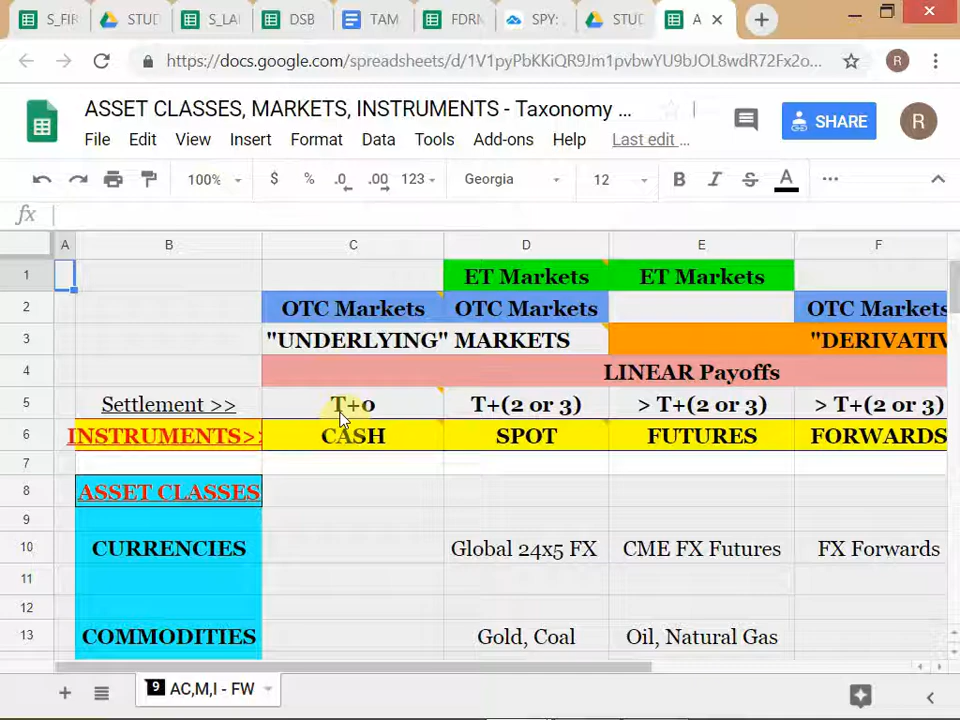 S_FIR
STUD
S_LAI
DSB
TAM
FDRM
SPY:
STUD
A
https://docs.google.com/spreadsheets/d/1V1pyPbKKiQR9Jm1pvbwYU9bJOL8wdR72Fx2o...
R
ASSET CLASSES, MARKETS, INSTRUMENTS - Taxonomy ...
SHARE
R
File Edit View Insert Format Data Tools Add-ons Help Last edit ...
100% $ % .0 .00 123 Georgia 12 B I S A
fx
A B C D E F
1 ET Markets ET Markets
2 OTC Markets OTC Markets OTC Markets
3 "UNDERLYING" MARKETS "DERIVATIV
4 LINEAR Payoffs
5 Settlement >> T+0 T+(2 or 3) > T+(2 or 3) > T+(2 or 3)
6 INSTRUMENTS>> CASH SPOT FUTURES FORWARDS
7
8 ASSET CLASSES
9
10 CURRENCIES Global 24x5 FX CME FX Futures FX Forwards
11
12
13 COMMODITIES Gold, Coal Oil, Natural Gas
9 AC,M,I - FW